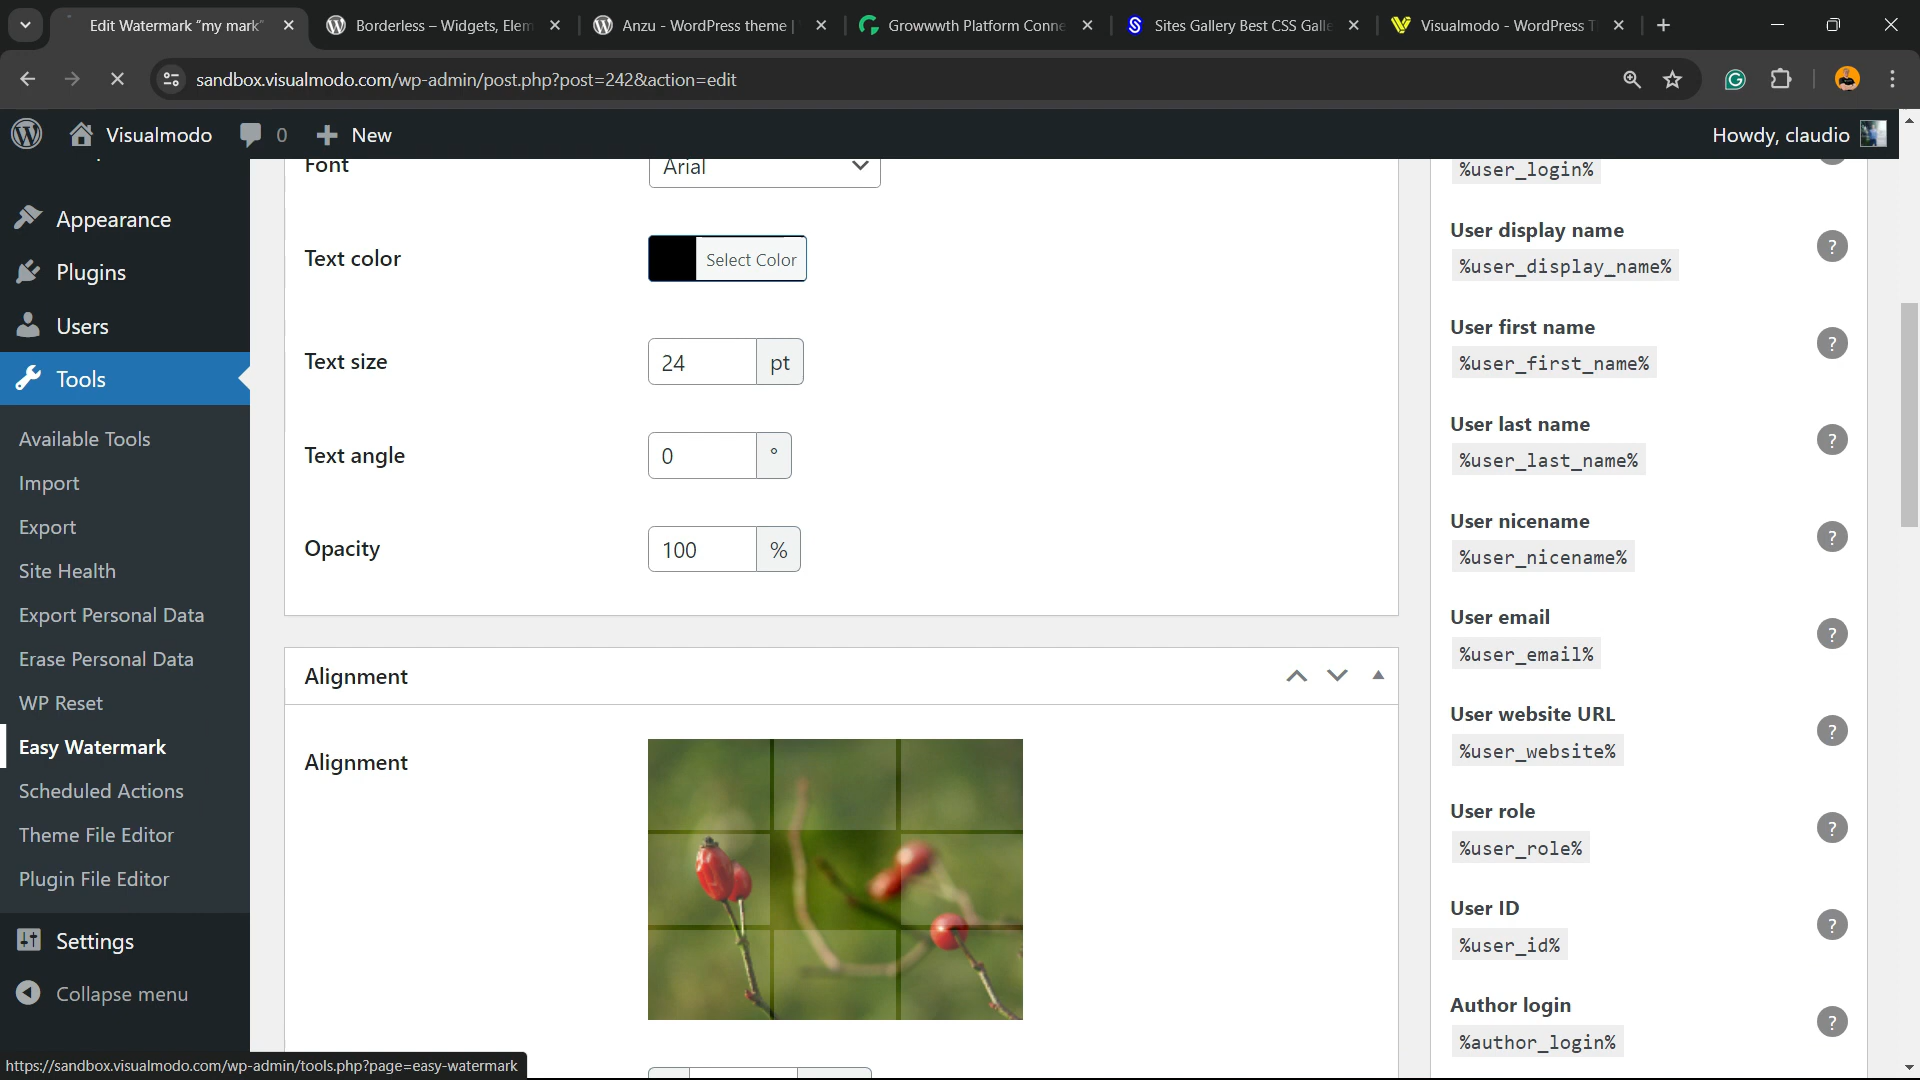 Edit Watermark "my mark"
Borderless – Widgets, Elem
Anzu - WordPress theme |
Growwwth Platform Conne
Sites Gallery Best CSS Galle
Visualmodo - WordPress T
sandbox.visualmodo.com/wp-admin/post.php?post=242&action=edit
Visualmodo
0
New
Howdy, claudio
Appearance
Plugins
Users
Tools
Available Tools
Import
Export
Site Health
Export Personal Data
Erase Personal Data
WP Reset
Easy Watermark
Scheduled Actions
Theme File Editor
Plugin File Editor
Settings
Collapse menu
https://sandbox.visualmodo.com/wp-admin/tools.php?page=easy-watermark
Font
Arial
Text color
Select Color
Text size
24 pt
Text angle
0 °
Opacity
100 %
Alignment
Alignment
%user_login%
User display name
%user_display_name%
?
User first name
%user_first_name%
?
User last name
%user_last_name%
?
User nicename
%user_nicename%
?
User email
%user_email%
?
User website URL
%user_website%
?
User role
%user_role%
?
User ID
%user_id%
?
Author login
%author_login%
?